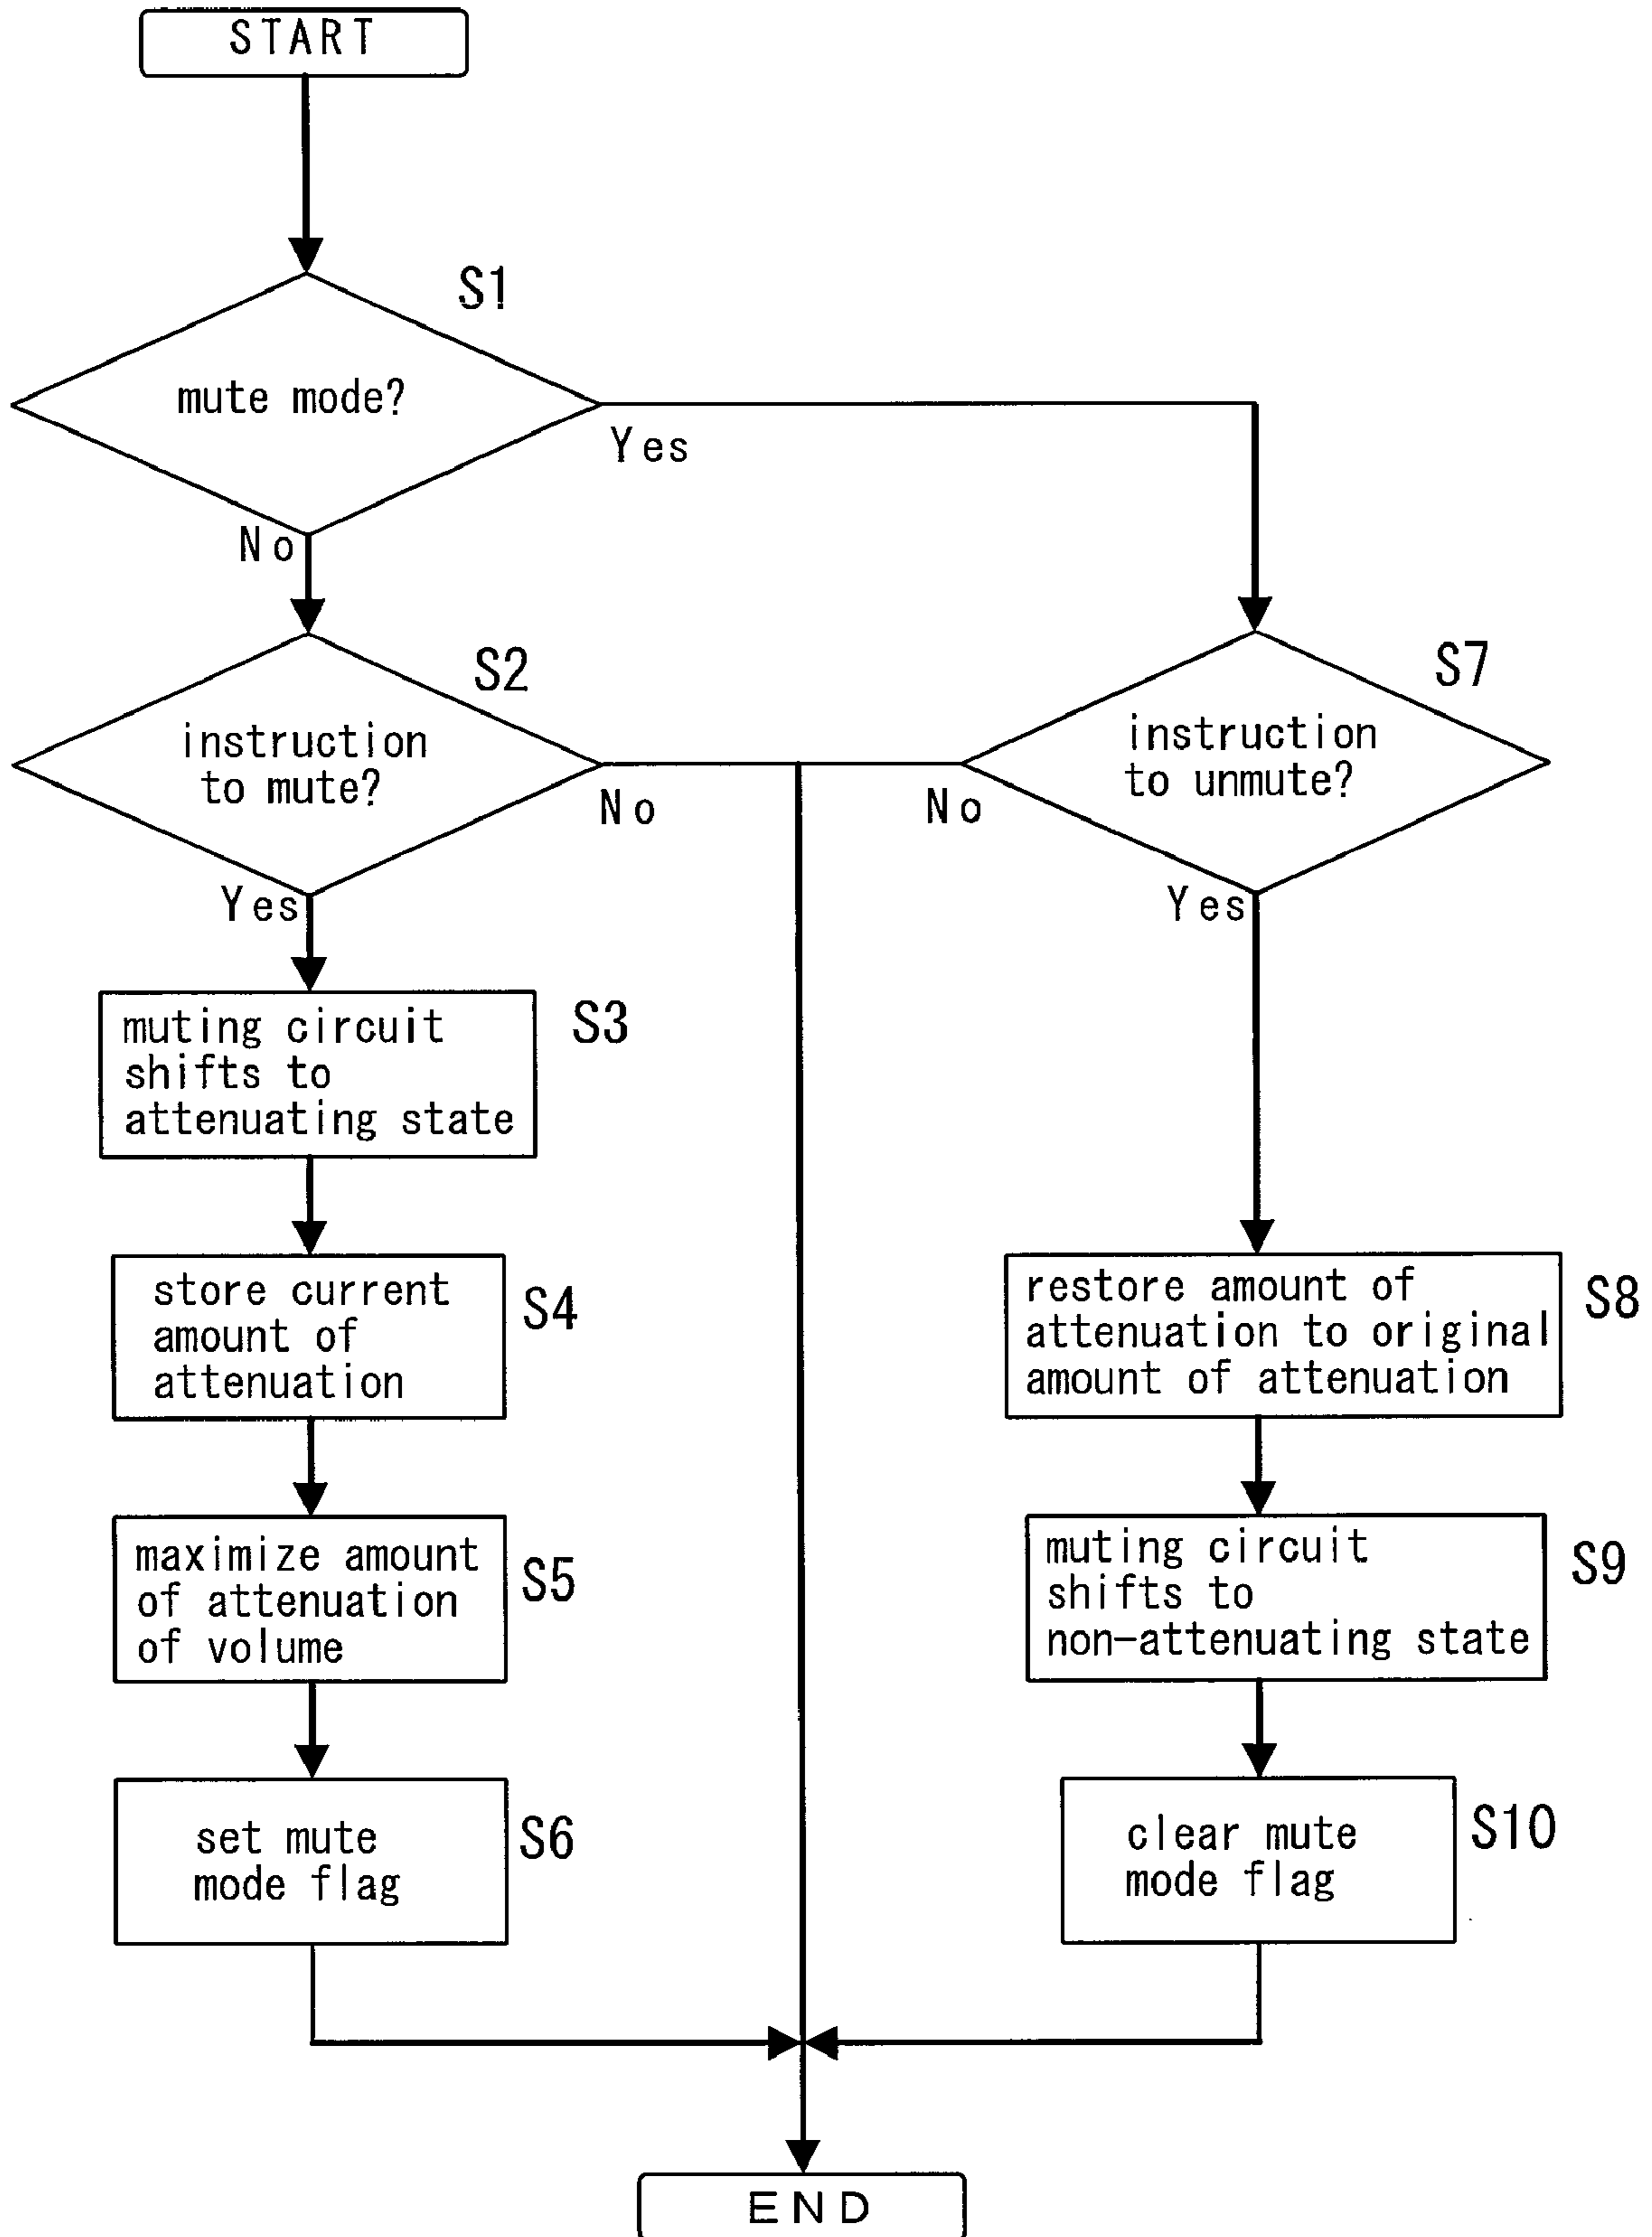 START
S1
mute mode?
Yes
No
S2
instruction
to mute?
No
Yes
S7
instruction
to unmute?
No
Yes
muting circuit
shifts to
attenuating state
S3
store current
amount of
attenuation
S4
maximize amount
of attenuation
of volume
S5
set mute
mode flag
S6
restore amount of
attenuation to original
amount of attenuation
S8
muting circuit
shifts to
non-attenuating state
S9
clear mute
mode flag
S10
END